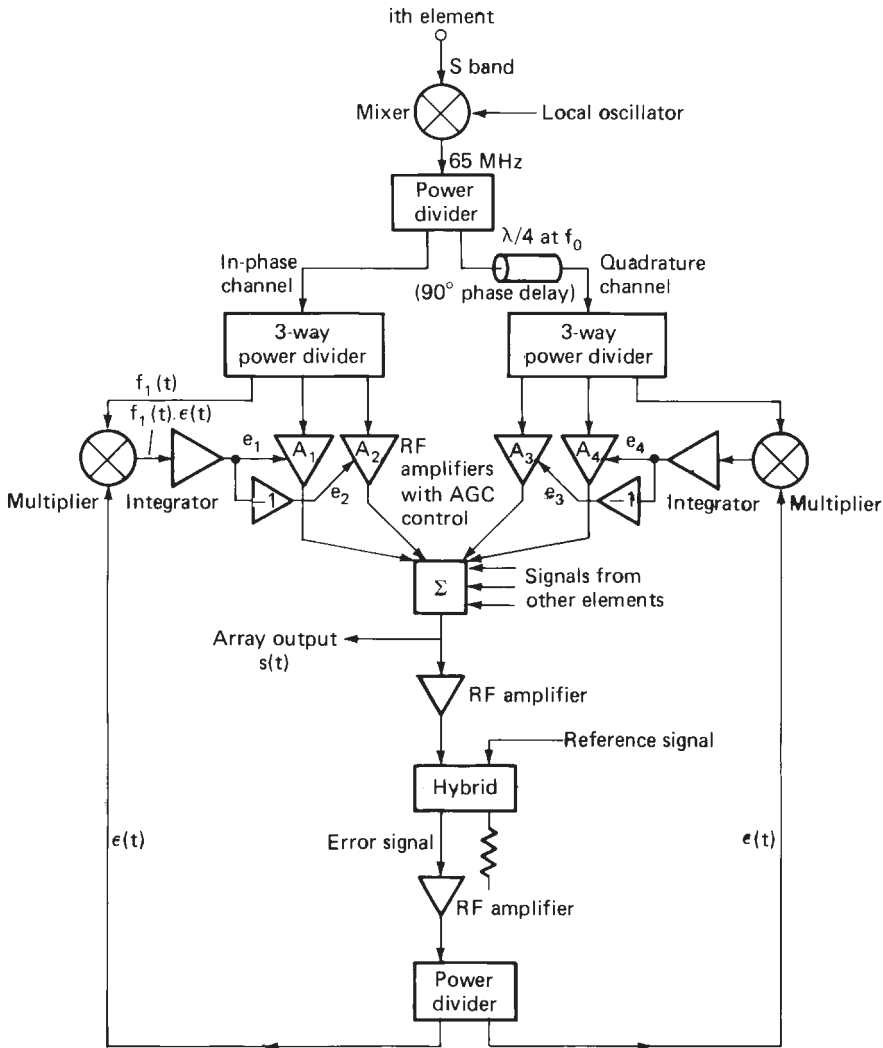 ith element
S band
Mixer
Local oscillator
65 MHz
Power
divider
λ/4 at f₀
In-phase
channel
(90° phase delay)
Quadrature
channel
3-way
power divider
3-way
power divider
f₁(t)
f₁(t).ϵ(t)
e₁
A₁
A₂
RF
amplifiers
with AGC
control
A₃
A₄
e₄
Multiplier
Integrator
−1
e₂
e₃
−1
Integrator
Multiplier
Σ
Signals from
other elements
Array output
s(t)
RF amplifier
Reference signal
Hybrid
ϵ(t)
Error signal
ϵ(t)
RF amplifier
Power
divider